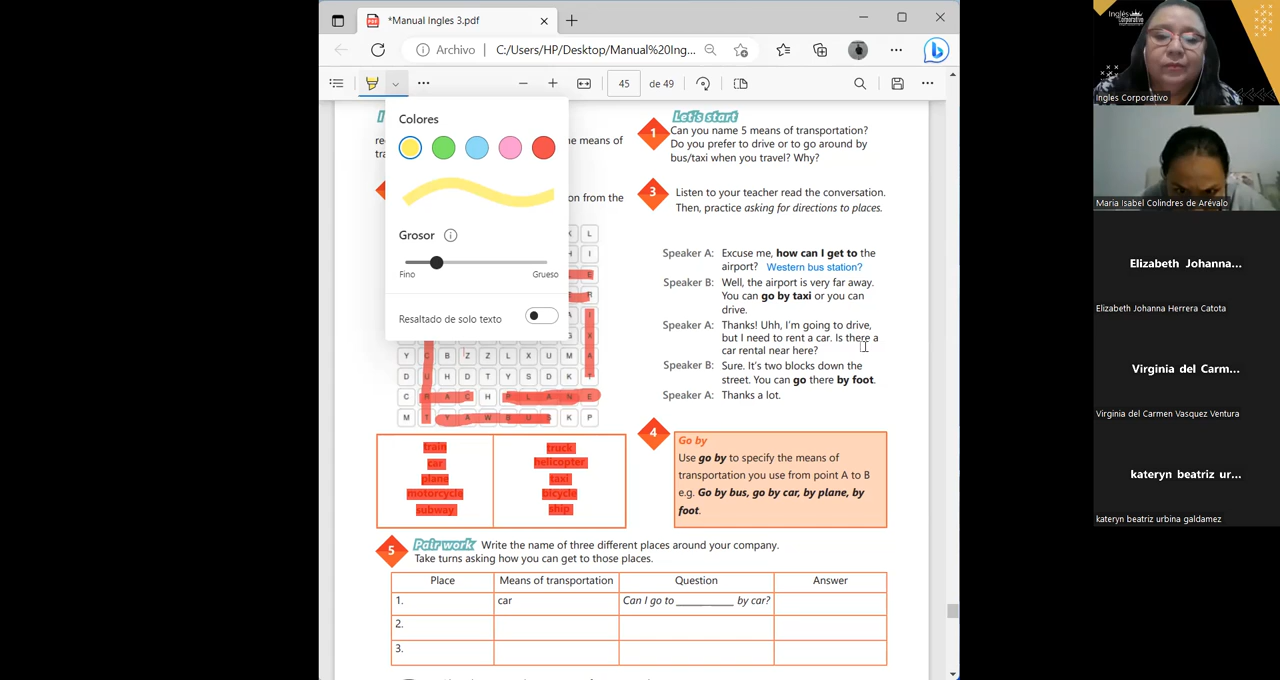 *Manual Ingles 3.pdf
Archivo
C:/Users/HP/Desktop/Manual%20Ing...
45
de 49
Colores
Grosor
Fino
Grueso
Resaltado de solo texto
e means of
on from the
K L
H I
E
R
A I
G X
Y C B Z Z L X U M A
D U H D T Y S D K T
C R A C H P L A N E
M T Y A W B U S K P
train
car
plane
motorcycle
subway
truck
helicopter
taxi
bicycle
ship
Let's start
1
Can you name 5 means of transportation?
Do you prefer to drive or to go around by
bus/taxi when you travel? Why?
3
Listen to your teacher read the conversation.
Then, practice asking for directions to places.
Speaker A: Excuse me, how can I get to the
airport? Western bus station?
Speaker B: Well, the airport is very far away.
You can go by taxi or you can
drive.
Speaker A: Thanks! Uhh, I'm going to drive,
but I need to rent a car. Is there a
car rental near here?
Speaker B: Sure. It's two blocks down the
street. You can go there by foot.
Speaker A: Thanks a lot.
4
Go by
Use go by to specify the means of
transportation you use from point A to B
e.g. Go by bus, go by car, by plane, by
foot.
5
Pair work Write the name of three different places around your company.
Take turns asking how you can get to those places.
Place Means of transportation Question Answer
1. car Can I go to __________ by car?
2.
3.
Inglés
Corporativo
Ingles Corporativo
Maria Isabel Colindres de Arévalo
Elizabeth Johanna...
Elizabeth Johanna Herrera Catota
Virginia del Carm...
Virginia del Carmen Vasquez Ventura
kateryn beatriz ur...
kateryn beatriz urbina galdamez